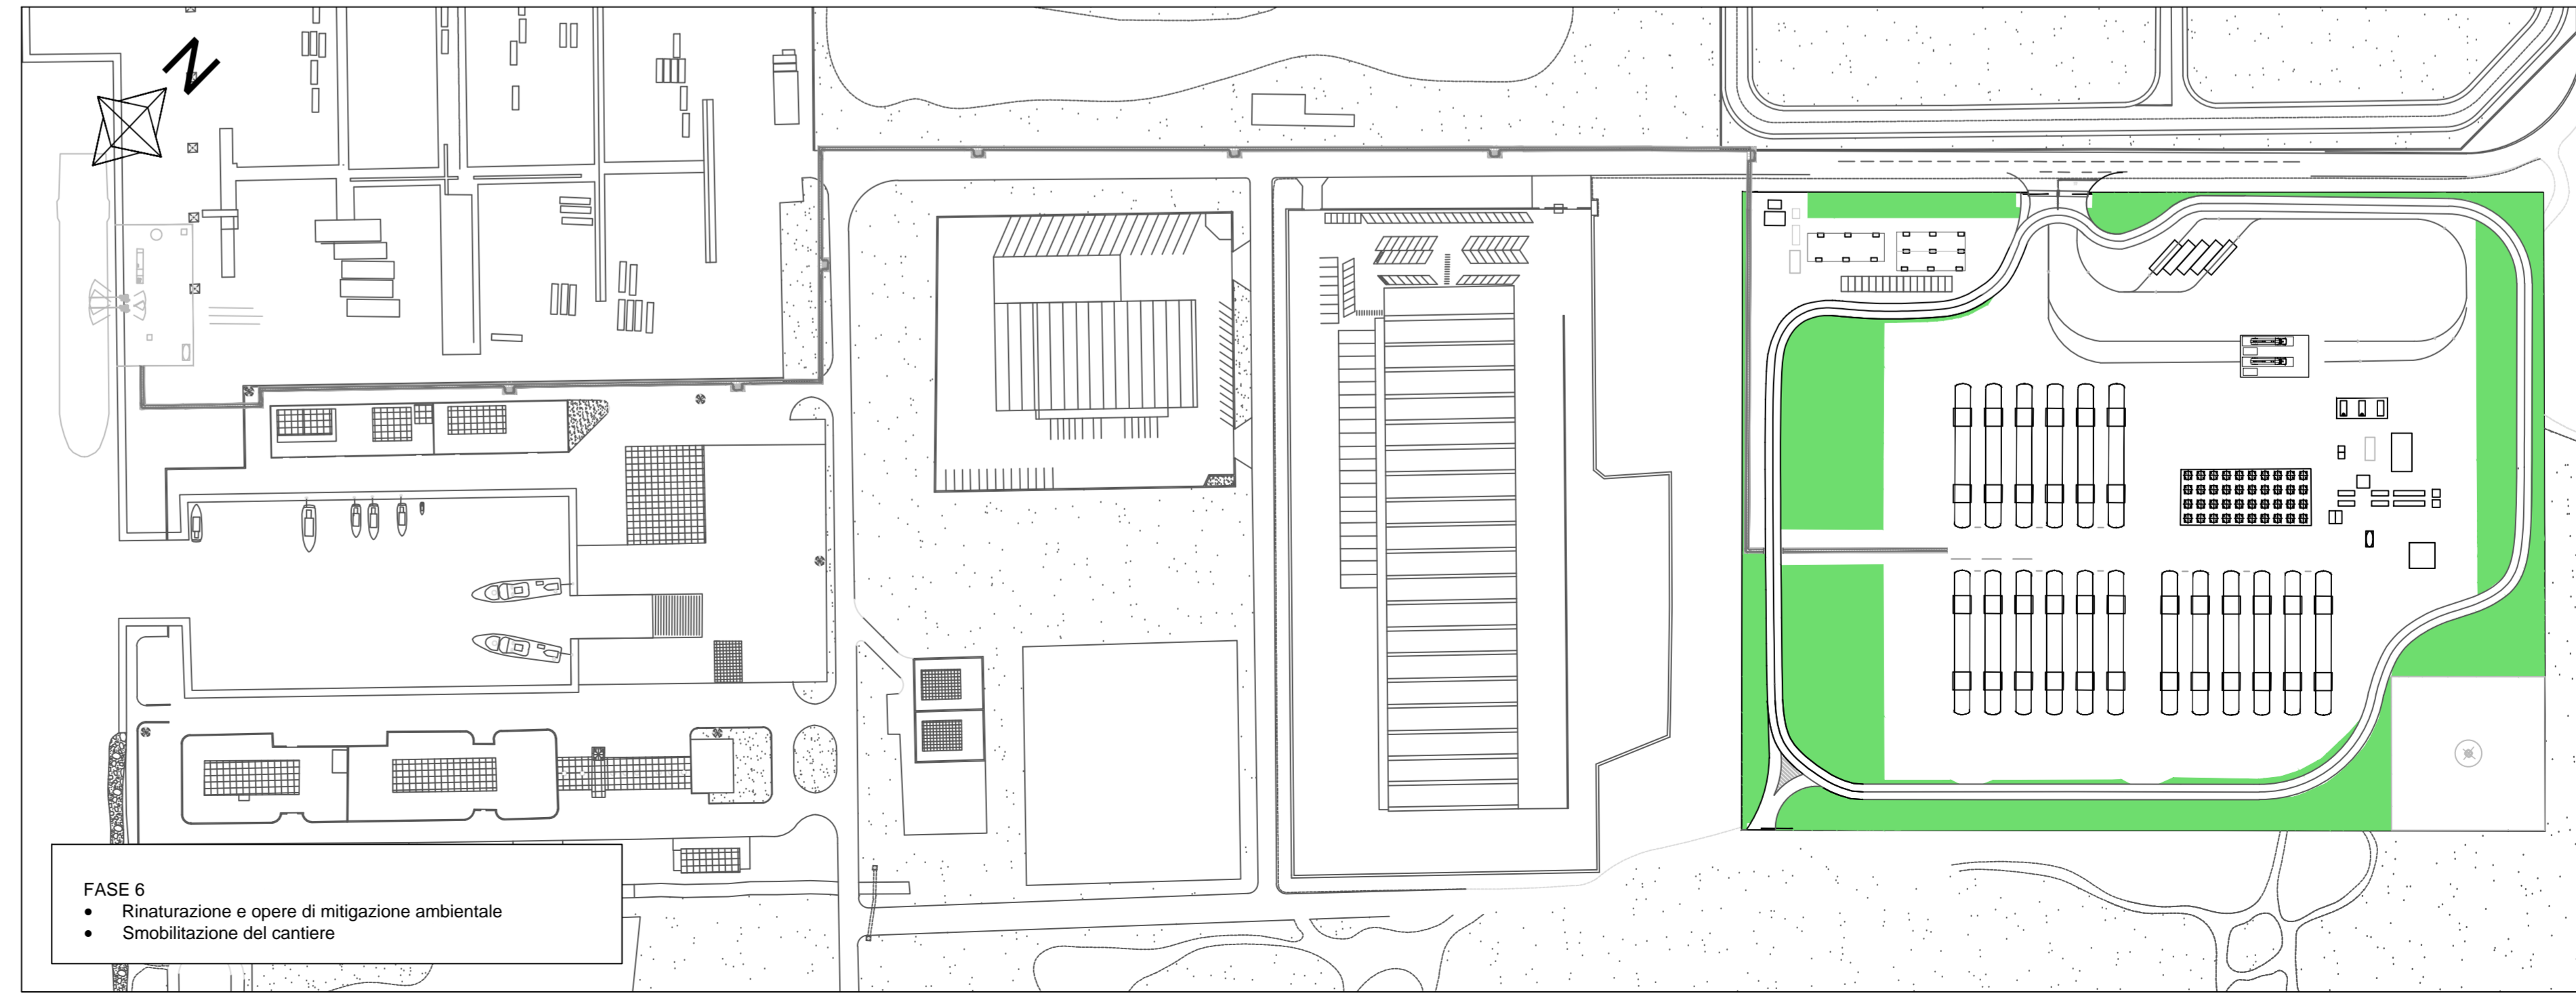 N
FASE 6
• Rinaturazione e opere di mitigazione ambientale
• Smobilitazione del cantiere